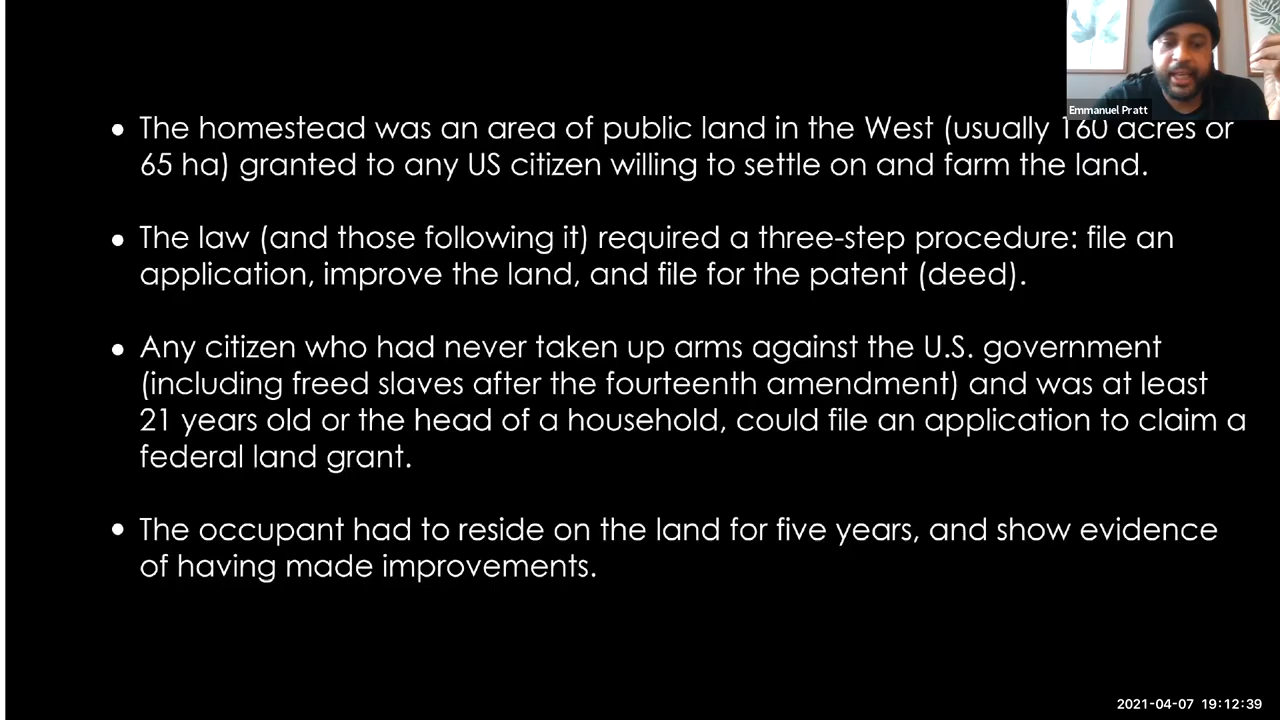 Emmanuel Pratt
• The homestead was an area of public land in the West (usually 160 acres or
65 ha) granted to any US citizen willing to settle on and farm the land.
• The law (and those following it) required a three-step procedure: file an
application, improve the land, and file for the patent (deed).
• Any citizen who had never taken up arms against the U.S. government
(including freed slaves after the fourteenth amendment) and was at least
21 years old or the head of a household, could file an application to claim a
federal land grant.
• The occupant had to reside on the land for five years, and show evidence
of having made improvements.
2021-04-07 19:12:39